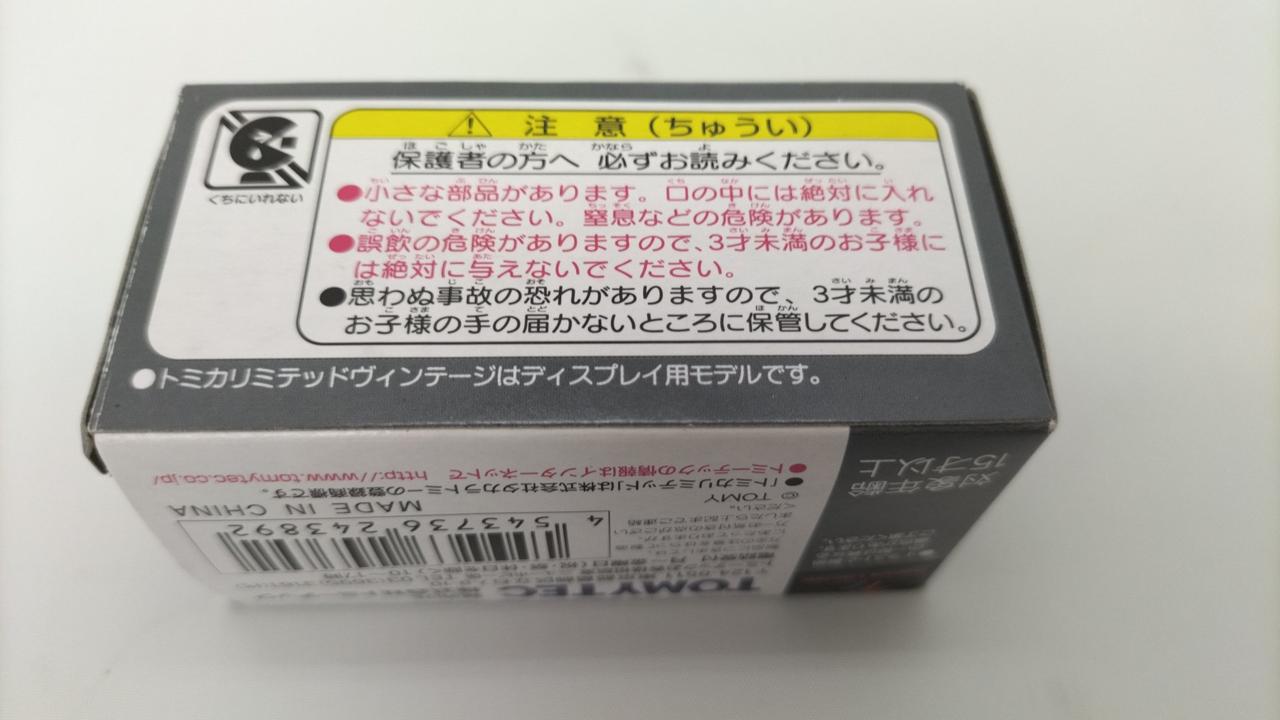 注 意(ちゅうい)
保護者の方へ 必ずお読みください。
くちにいれない
●小さな部品があります。口の中には絶対に入れ
ないでください。窒息などの危険があります。
●誤飲の危険がありますので、3才未満のお子様に
は絶対に与えないでください。
●思わぬ事故の恐れがありますので、3才未満の
お子様の手の届かないところに保管してください。
●トミカリミテッドヴィンテージはディスプレイ用モデルです。
対象年齢
15才以上
TOMYTEC
4 543736 243892
MADE IN CHINA
© TOMY
●「トミカリミテッド」は株式会社タカラトミーの登録商標です。
●トミーテックの情報はインターネットで http://www.tomytec.co.jp/